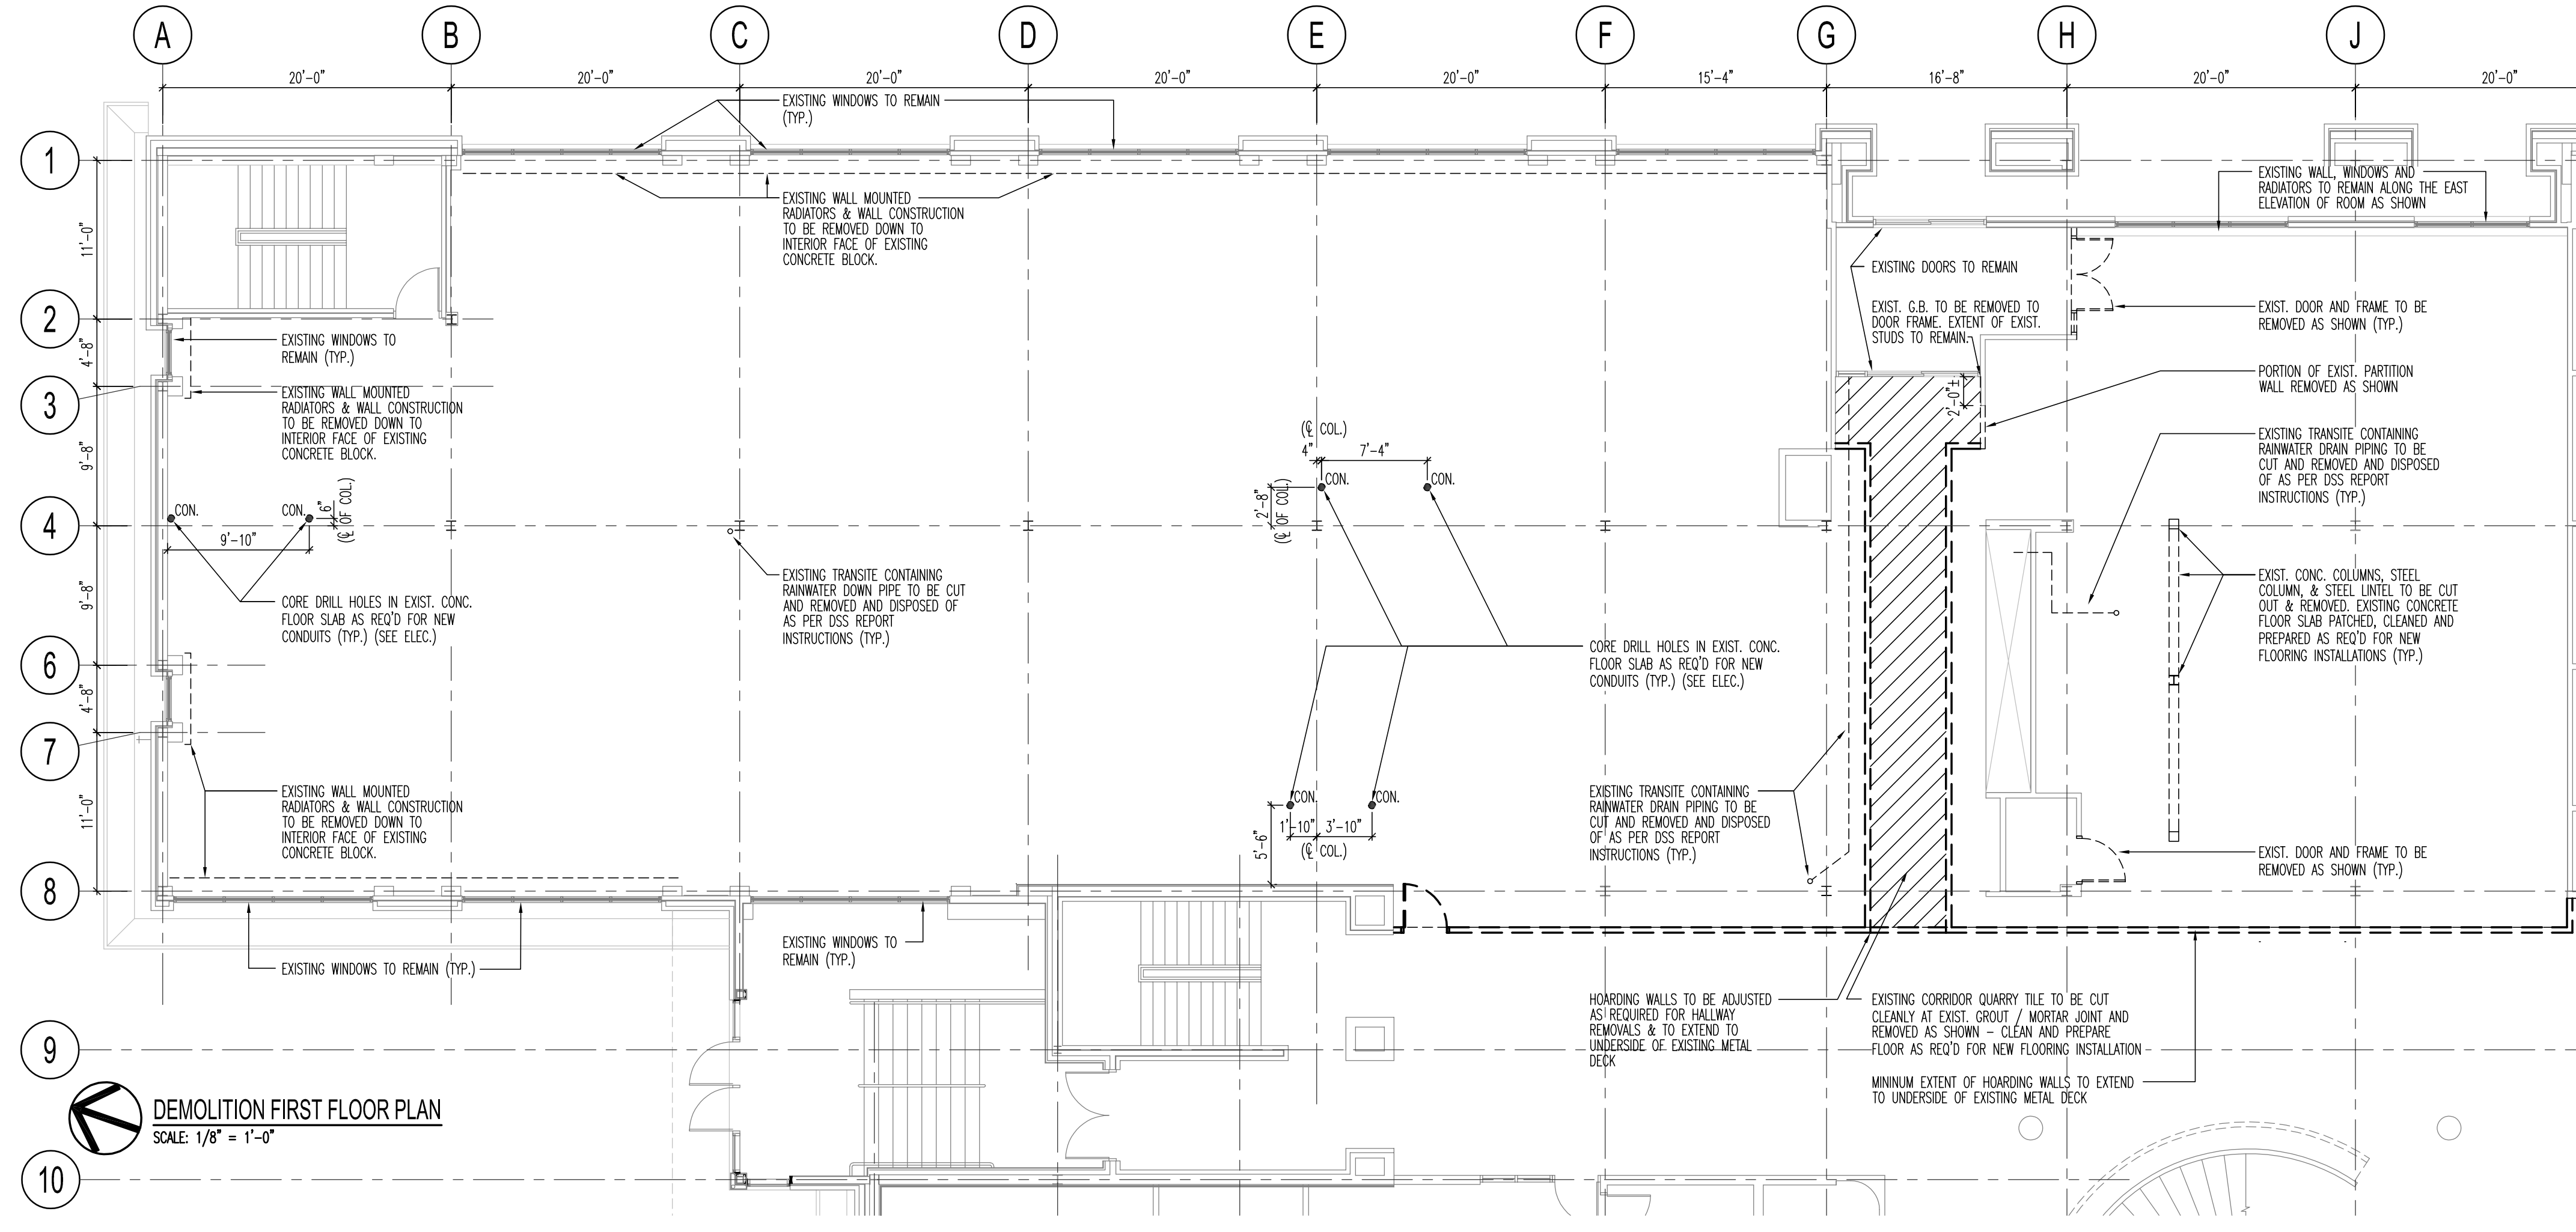 A B C D E F G H J
20'-0" 20'-0" 20'-0" 20'-0" 20'-0" 15'-4" 16'-8" 20'-0" 20'-0"
1
2
3
4
6
7
8
9
10
11'-0"
4'-8"
9'-8"
9'-8"
4'-8"
11'-0"
EXISTING WINDOWS TO REMAIN
(TYP.)
EXISTING WALL MOUNTED
RADIATORS & WALL CONSTRUCTION
TO BE REMOVED DOWN TO
INTERIOR FACE OF EXISTING
CONCRETE BLOCK.
EXISTING WINDOWS TO
REMAIN (TYP.)
EXISTING WALL MOUNTED
RADIATORS & WALL CONSTRUCTION
TO BE REMOVED DOWN TO
INTERIOR FACE OF EXISTING
CONCRETE BLOCK.
CON.
CON.
6"
(℄ OF COL.)
9'-10"
CORE DRILL HOLES IN EXIST. CONC.
FLOOR SLAB AS REQ'D FOR NEW
CONDUITS (TYP.) (SEE ELEC.)
EXISTING WALL MOUNTED
RADIATORS & WALL CONSTRUCTION
TO BE REMOVED DOWN TO
INTERIOR FACE OF EXISTING
CONCRETE BLOCK.
EXISTING WINDOWS TO REMAIN (TYP.)
EXISTING TRANSITE CONTAINING
RAINWATER DOWN PIPE TO BE CUT
AND REMOVED AND DISPOSED OF
AS PER DSS REPORT
INSTRUCTIONS (TYP.)
EXISTING WINDOWS TO
REMAIN (TYP.)
(℄ COL.)
4"
7'-4"
CON.
CON.
2'-8"
(℄ OF COL.)
CORE DRILL HOLES IN EXIST. CONC.
FLOOR SLAB AS REQ'D FOR NEW
CONDUITS (TYP.) (SEE ELEC.)
CON.
CON.
1'-10"
3'-10"
(℄ COL.)
5'-6"
EXISTING TRANSITE CONTAINING
RAINWATER DRAIN PIPING TO BE
CUT AND REMOVED AND DISPOSED
OF AS PER DSS REPORT
INSTRUCTIONS (TYP.)
HOARDING WALLS TO BE ADJUSTED
AS REQUIRED FOR HALLWAY
REMOVALS & TO EXTEND TO
UNDERSIDE OF EXISTING METAL
DECK
EXISTING DOORS TO REMAIN
EXIST. G.B. TO BE REMOVED TO
DOOR FRAME. EXTENT OF EXIST.
STUDS TO REMAIN.
2'-0"±
EXISTING CORRIDOR QUARRY TILE TO BE CUT
CLEANLY AT EXIST. GROUT / MORTAR JOINT AND
REMOVED AS SHOWN – CLEAN AND PREPARE
FLOOR AS REQ'D FOR NEW FLOORING INSTALLATION
MININUM EXTENT OF HOARDING WALLS TO EXTEND
TO UNDERSIDE OF EXISTING METAL DECK
EXISTING WALL, WINDOWS AND
RADIATORS TO REMAIN ALONG THE EAST
ELEVATION OF ROOM AS SHOWN
EXIST. DOOR AND FRAME TO BE
REMOVED AS SHOWN (TYP.)
PORTION OF EXIST. PARTITION
WALL REMOVED AS SHOWN
EXISTING TRANSITE CONTAINING
RAINWATER DRAIN PIPING TO BE
CUT AND REMOVED AND DISPOSED
OF AS PER DSS REPORT
INSTRUCTIONS (TYP.)
EXIST. CONC. COLUMNS, STEEL
COLUMN, & STEEL LINTEL TO BE CUT
OUT & REMOVED. EXISTING CONCRETE
FLOOR SLAB PATCHED, CLEANED AND
PREPARED AS REQ'D FOR NEW
FLOORING INSTALLATIONS (TYP.)
EXIST. DOOR AND FRAME TO BE
REMOVED AS SHOWN (TYP.)
DEMOLITION FIRST FLOOR PLAN
SCALE: 1/8" = 1'-0"